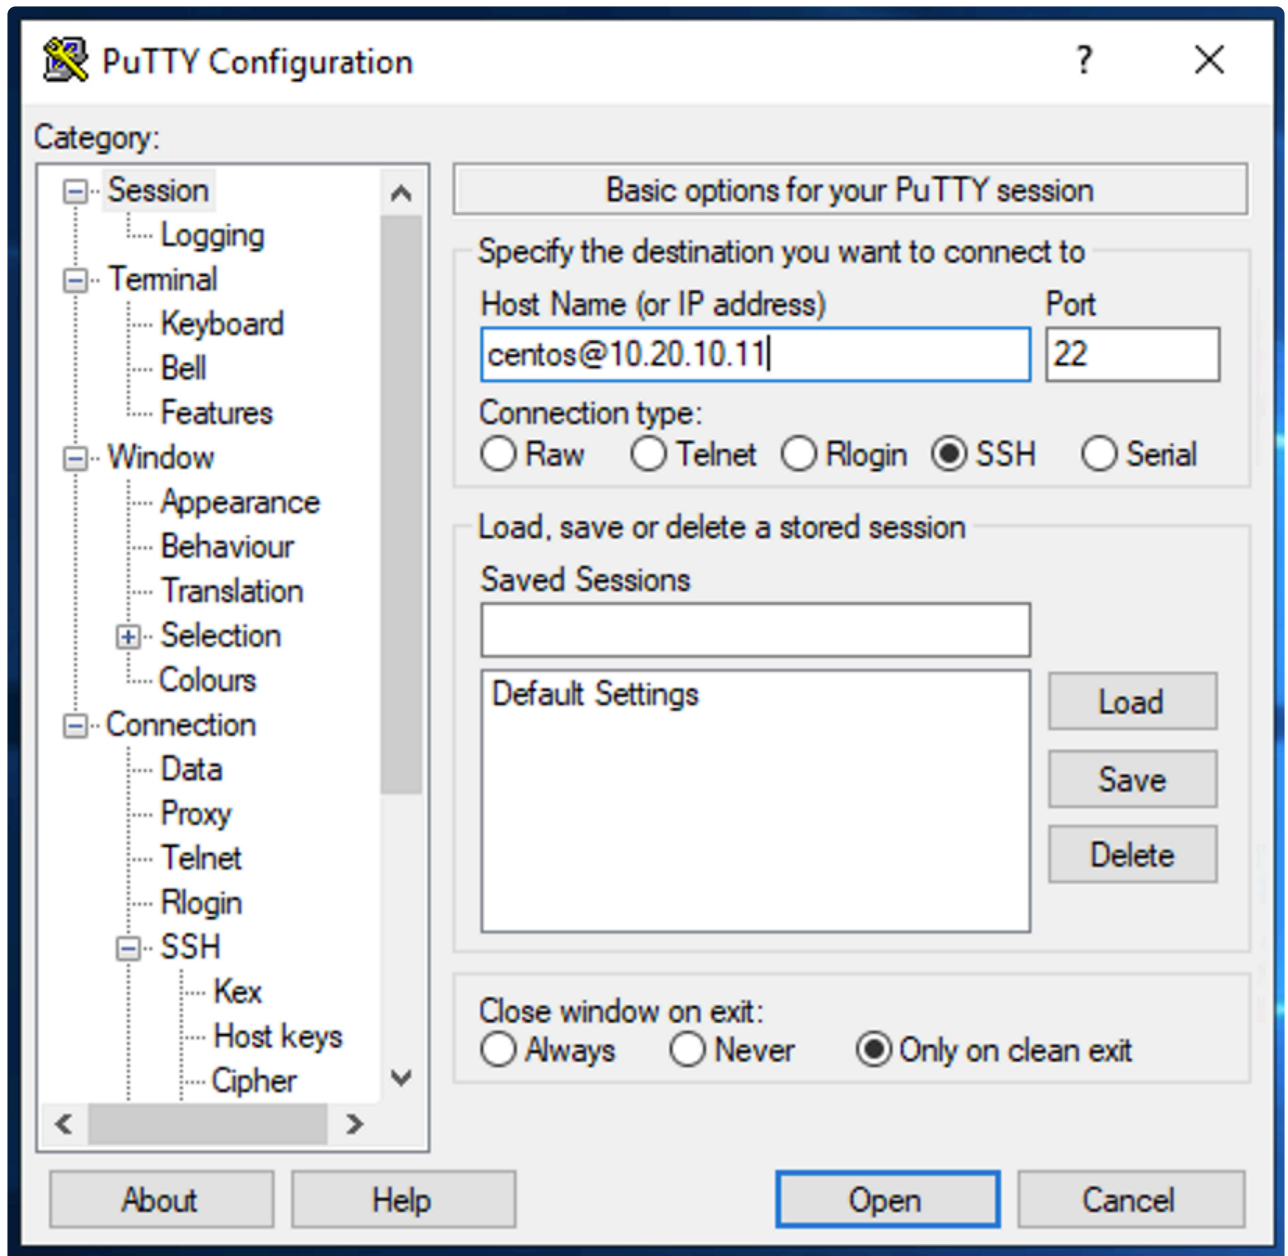 PuTTY Configuration
?
Category:
Session
Logging
Terminal
Keyboard
Bell
Features
Window
Appearance
Behaviour
Translation
Selection
Colours
Connection
Data
Proxy
Telnet
Rlogin
SSH
Kex
Host keys
Cipher
Basic options for your PuTTY session
Specify the destination you want to connect to
Host Name (or IP address) Port
centos@10.20.10.11 22
Connection type:
Raw Telnet Rlogin SSH Serial
Load, save or delete a stored session
Saved Sessions
Default Settings
Load
Save
Delete
Close window on exit:
Always Never Only on clean exit
About Help Open Cancel